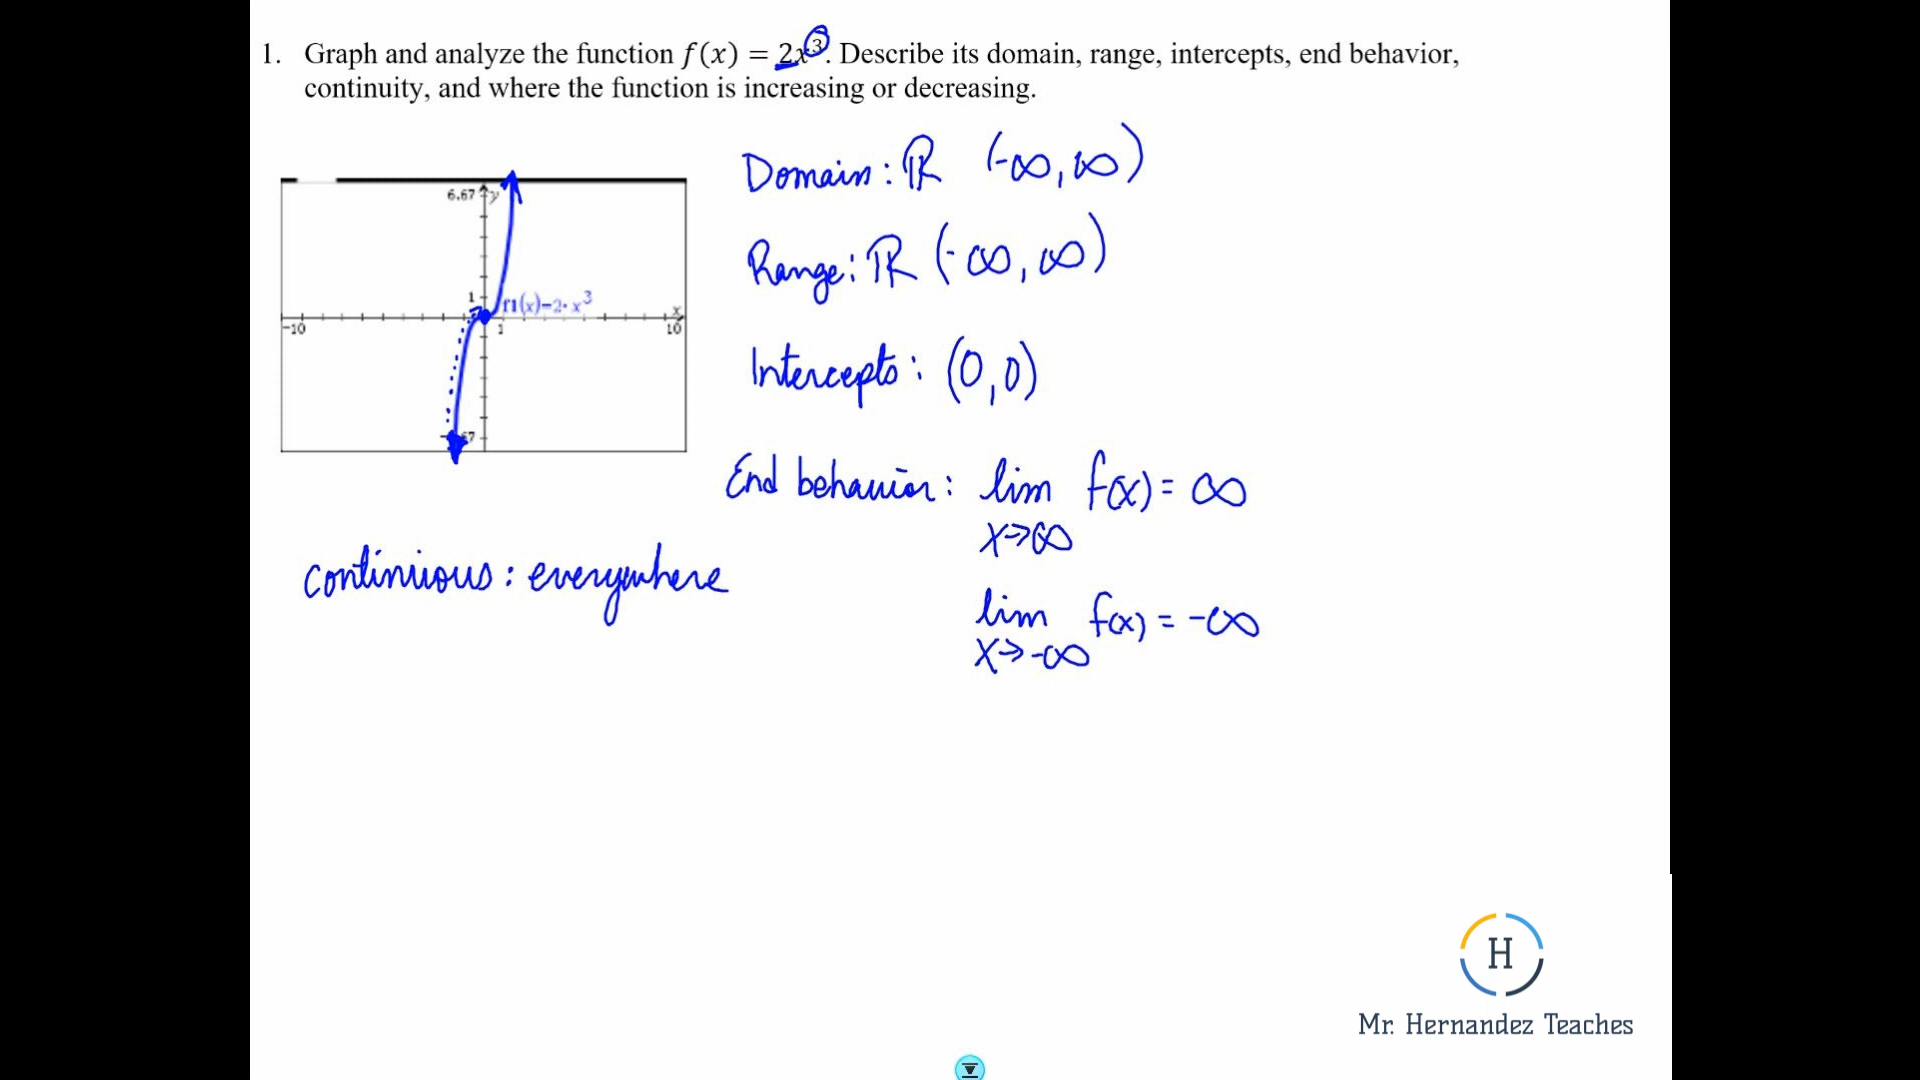 1. Graph and analyze the function f(x) = 2x³. Describe its domain, range, intercepts, end behavior,
continuity, and where the function is increasing or decreasing.
Domain: ℝ (-∞, ∞)
6.67 y
Range: ℝ (-∞, ∞)
1
f1(x)=2·x³
x
-10 1 10
Intercepts: (0,0)
End behavior: lim f(x) = ∞
x→∞
continuious: everywhere
lim f(x) = -∞
x→-∞
H
Mr. Hernandez Teaches